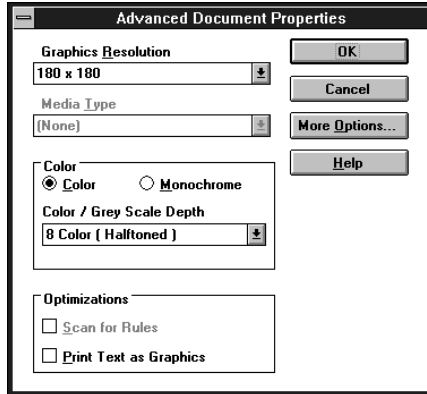 Advanced Document Properties
Graphics Resolution
180 x 180
Media Type
(None)
Color
Color
Monochrome
Color / Grey Scale Depth
8 Color ( Halftoned )
Optimizations
Scan for Rules
Print Text as Graphics
OK
Cancel
More Options...
Help